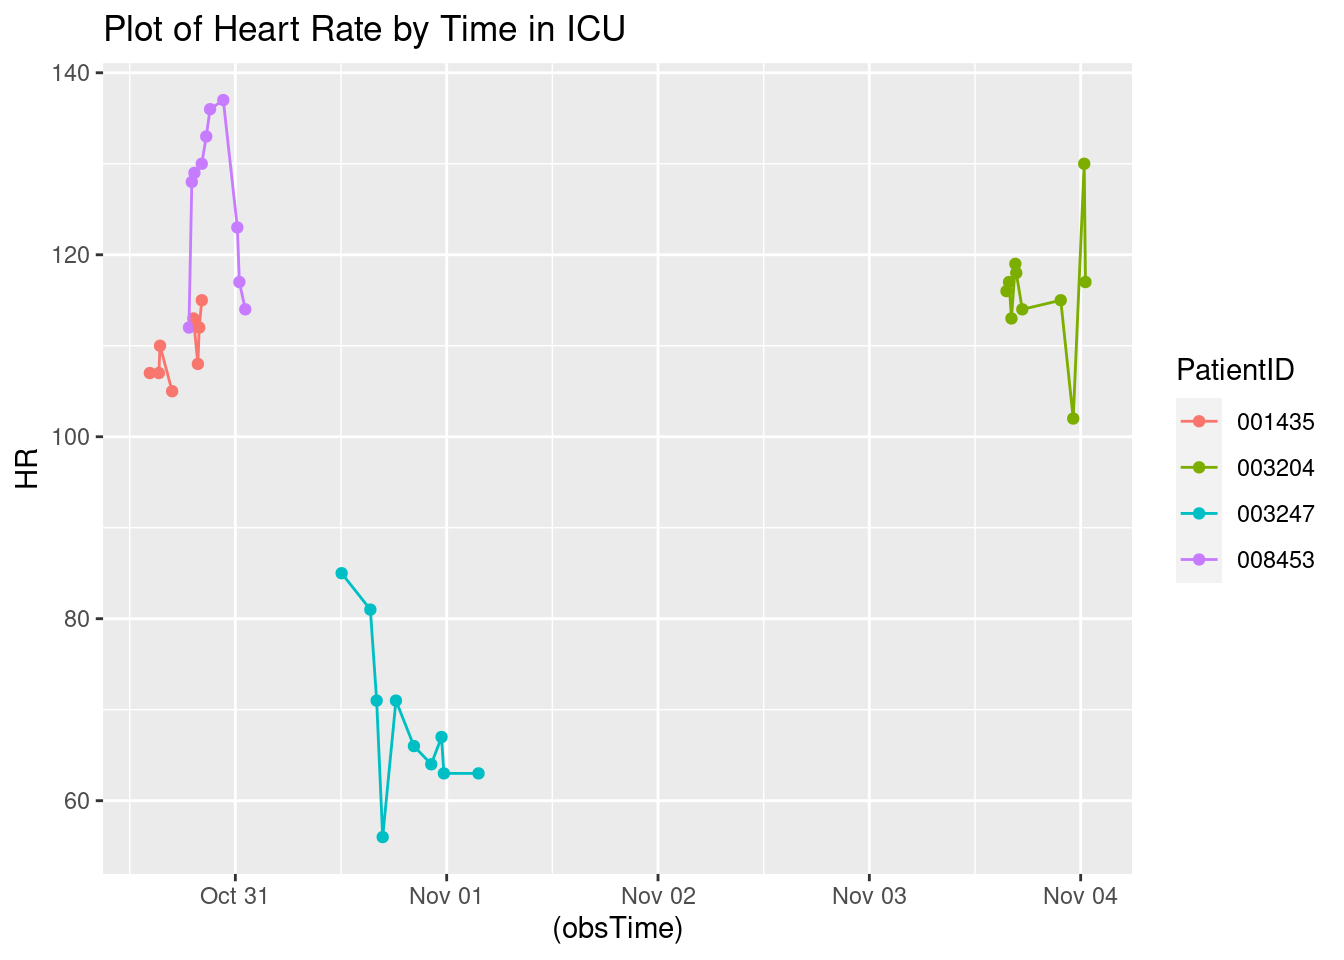 Plot of Heart Rate by Time in ICU
140
120
100
80
60
HR
Oct 31
Nov 01
Nov 02
Nov 03
Nov 04
(obsTime)
PatientID
001435
003204
003247
008453